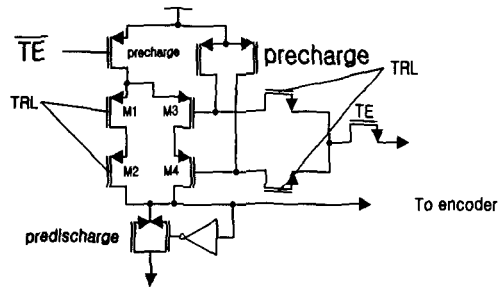 TE
precharge
precharge
TRL
TRL
M1
M3
TE
M2
M4
To encoder
predischarge